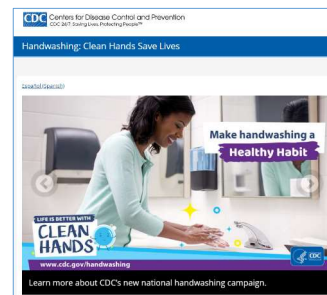 CDC Centers for Disease Control and Prevention
CDC 24/7: Saving Lives, Protecting People™
Handwashing: Clean Hands Save Lives
Español (Spanish)
Make handwashing a
Healthy Habit
LIFE IS BETTER WITH
CLEAN
HANDS
www.cdc.gov/handwashing
CDC
Learn more about CDC's new national handwashing campaign.